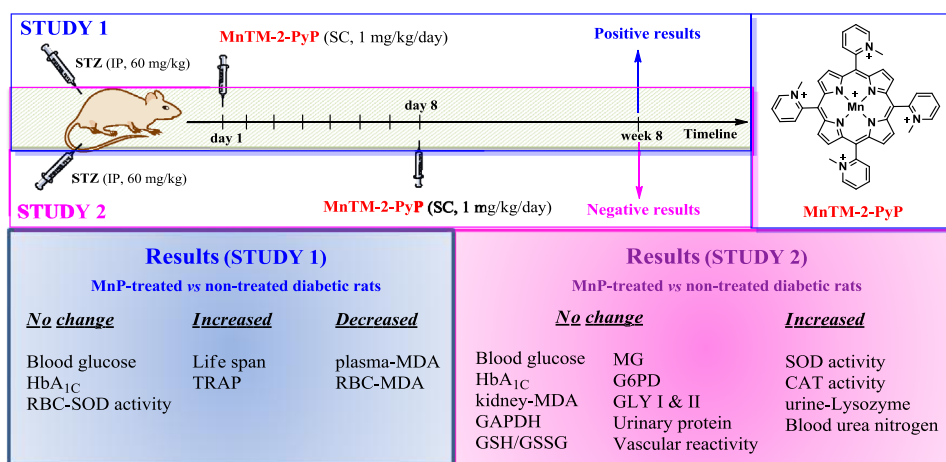 STUDY 1
MnTM-2-PyP (SC, 1 mg/kg/day)
Positive results
STZ (IP, 60 mg/kg)
day 8
day 1
week 8
Timeline
STZ (IP, 60 mg/kg)
STUDY 2
MnTM-2-PyP (SC, 1 mg/kg/day)
Negative results
N
+
N
+
+
N
N
Mn
N
N
N
+
N
+
MnTM-2-PyP
Results (STUDY 1)
MnP-treated vs non-treated diabetic rats
No change Increased Decreased
Blood glucose Life span plasma-MDA
HbA1C TRAP RBC-MDA
RBC-SOD activity
Results (STUDY 2)
MnP-treated vs non-treated diabetic rats
No change Increased
Blood glucose MG SOD activity
HbA1C G6PD CAT activity
kidney-MDA GLY I & II urine-Lysozyme
GAPDH Urinary protein Blood urea nitrogen
GSH/GSSG Vascular reactivity